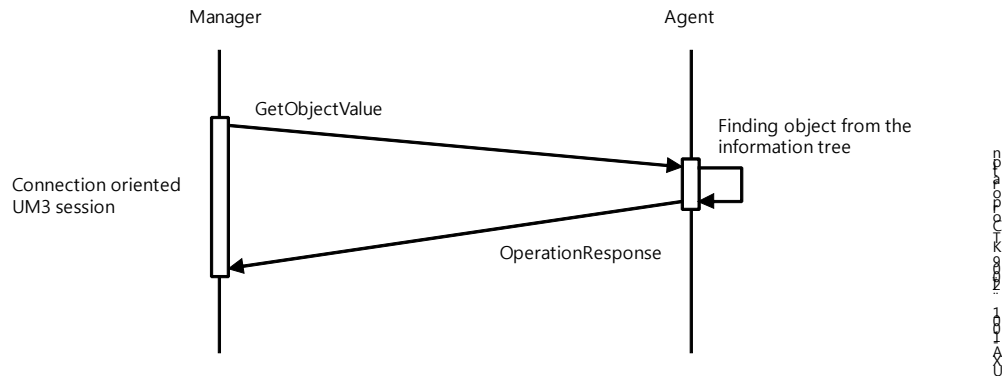 Manager
Agent
GetObjectValue
Finding object from the
information tree
Connection oriented
UM3 session
OperationResponse